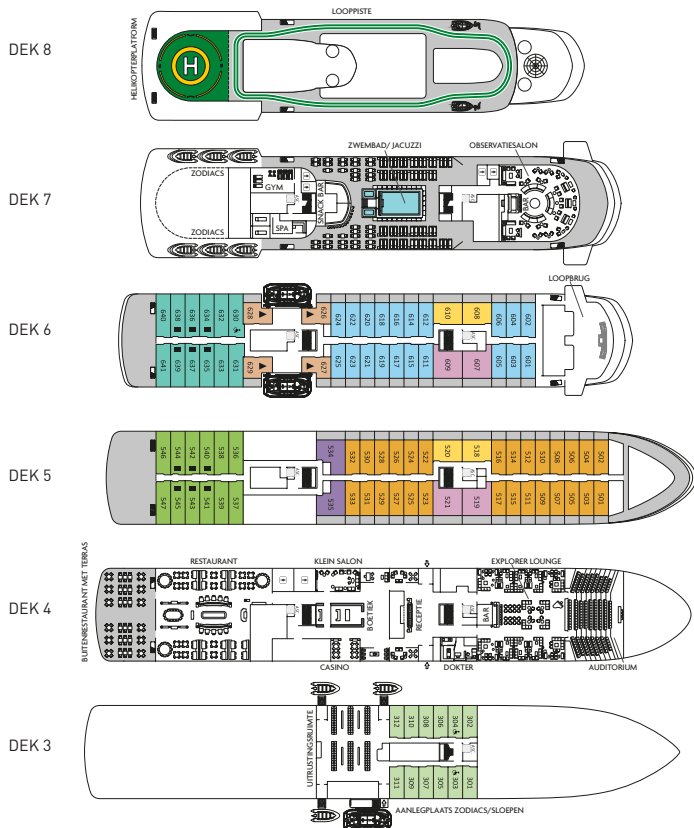 DEK 8
HELIKOPTERPLATFORM
LOOPPISTE
H
DEK 7
ZODIACS
ZODIACS
GYM
SPA
SNACK BAR
ZWEMBAD/ JACUZZI
OBSERVATIESALON
BAR
DEK 6
LOOPBRUG
640 638 636 634 632 630 628 626 624 622 620 618 616 614 612 610 608 606 604 602
641 639 637 635 633 631 629 627 625 623 621 619 617 615 611 609 607 605 603 601
DEK 5
546 544 542 540 538 536 534 532 530 528 526 524 522 520 518 516 514 512 510 508 506 504 502
547 545 543 541 539 537 535 533 531 529 527 525 523 521 519 517 515 511 509 507 505 503 501
DEK 4
BUITENRESTAURANT MET TERRAS
RESTAURANT
KLEIN SALON
EXPLORER LOUNGE
BOETIEK
RECEPTIE
BAR
CASINO
DOKTER
AUDITORIUM
DEK 3
UITRUSTINGSRUIMTE
312 310 308 306 304 302
311 309 307 305 303 301
AANLEGPLAATS ZODIACS/SLOEPEN